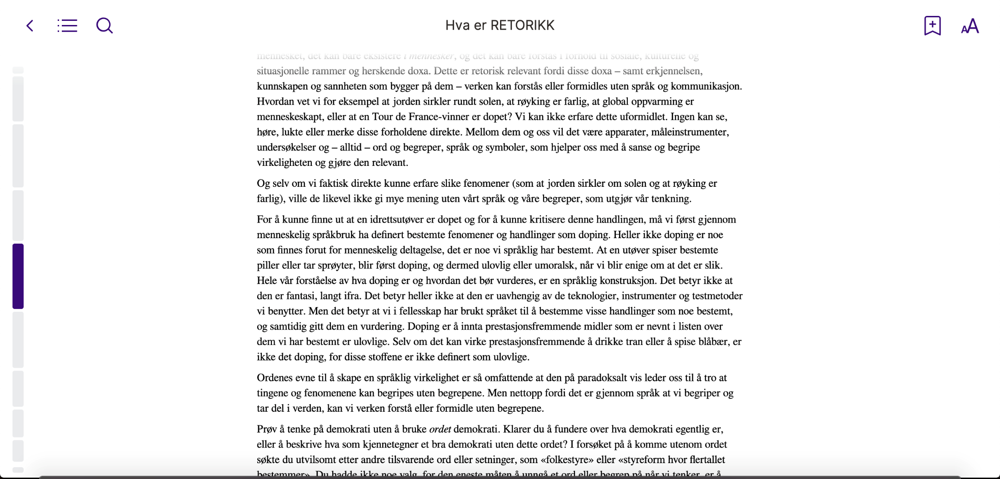 Hva er RETORIKK
AA
mennesket, det kan bare eksistere i mennesker, og det kan bare forstås i forhold til sosiale, kulturelle og
situasjonelle rammer og herskende doxa. Dette er retorisk relevant fordi disse doxa – samt erkjennelsen,
kunnskapen og sannheten som bygger på dem – verken kan forstås eller formidles uten språk og kommunikasjon.
Hvordan vet vi for eksempel at jorden sirkler rundt solen, at røyking er farlig, at global oppvarming er
menneskeskapt, eller at en Tour de France-vinner er dopet? Vi kan ikke erfare dette uformidlet. Ingen kan se,
høre, lukte eller merke disse forholdene direkte. Mellom dem og oss vil det være apparater, måleinstrumenter,
undersøkelser og – alltid – ord og begreper, språk og symboler, som hjelper oss med å sanse og begripe
virkeligheten og gjøre den relevant.
Og selv om vi faktisk direkte kunne erfare slike fenomener (som at jorden sirkler om solen og at røyking er
farlig), ville de likevel ikke gi mye mening uten vårt språk og våre begreper, som utgjør vår tenkning.
For å kunne finne ut at en idrettsutøver er dopet og for å kunne kritisere denne handlingen, må vi først gjennom
menneskelig språkbruk ha definert bestemte fenomener og handlinger som doping. Heller ikke doping er noe
som finnes forut for menneskelig deltagelse, det er noe vi språklig har bestemt. At en utøver spiser bestemte
piller eller tar sprøyter, blir først doping, og dermed ulovlig eller umoralsk, når vi blir enige om at det er slik.
Hele vår forståelse av hva doping er og hvordan det bør vurderes, er en språklig konstruksjon. Det betyr ikke at
den er fantasi, langt ifra. Det betyr heller ikke at den er uavhengig av de teknologier, instrumenter og testmetoder
vi benytter. Men det betyr at vi i fellesskap har brukt språket til å bestemme visse handlinger som noe bestemt,
og samtidig gitt dem en vurdering. Doping er å innta prestasjonsfremmende midler som er nevnt i listen over
dem vi har bestemt er ulovlige. Selv om det kan virke prestasjonsfremmende å drikke tran eller å spise blåbær, er
ikke det doping, for disse stoffene er ikke definert som ulovlige.
Ordenes evne til å skape en språklig virkelighet er så omfattende at den på paradoksalt vis leder oss til å tro at
tingene og fenomenene kan begripes uten begrepene. Men nettopp fordi det er gjennom språk at vi begriper og
tar del i verden, kan vi verken forstå eller formidle uten begrepene.
Prøv å tenke på demokrati uten å bruke ordet demokrati. Klarer du å fundere over hva demokrati egentlig er,
eller å beskrive hva som kjennetegner et bra demokrati uten dette ordet? I forsøket på å komme utenom ordet
søkte du utvilsomt etter andre tilsvarende ord eller setninger, som «folkestyre» eller «styreform hvor flertallet
bestemmer». Du hadde ikke noe valg, for den eneste måten å unngå et ord eller begrep på når vi tenker, er å